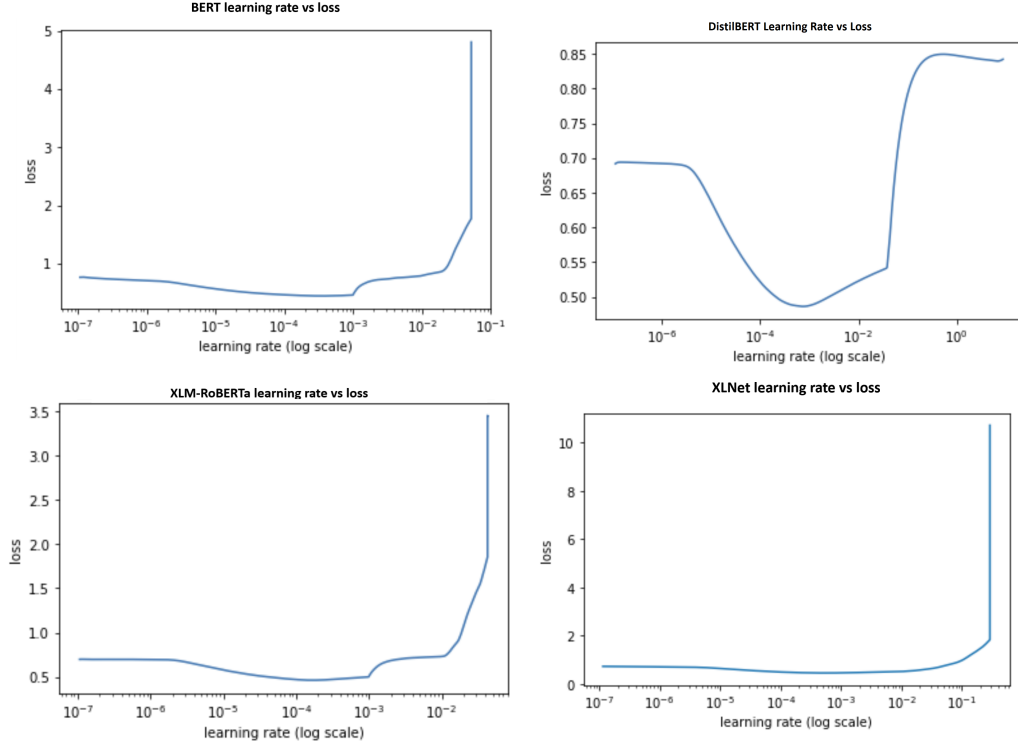 BERT learning rate vs loss
5
4
3
2
1
loss
10⁻⁷ 10⁻⁶ 10⁻⁵ 10⁻⁴ 10⁻³ 10⁻² 10⁻¹
learning rate (log scale)
DistilBERT Learning Rate vs Loss
0.85
0.80
0.75
0.70
0.65
0.60
0.55
0.50
loss
10⁻⁶ 10⁻⁴ 10⁻² 10⁰
learning rate (log scale)
XLM-RoBERTa learning rate vs loss
3.5
3.0
2.5
2.0
1.5
1.0
0.5
loss
10⁻⁷ 10⁻⁶ 10⁻⁵ 10⁻⁴ 10⁻³ 10⁻²
learning rate (log scale)
XLNet learning rate vs loss
10
8
6
4
2
0
loss
10⁻⁷ 10⁻⁶ 10⁻⁵ 10⁻⁴ 10⁻³ 10⁻² 10⁻¹
learning rate (log scale)